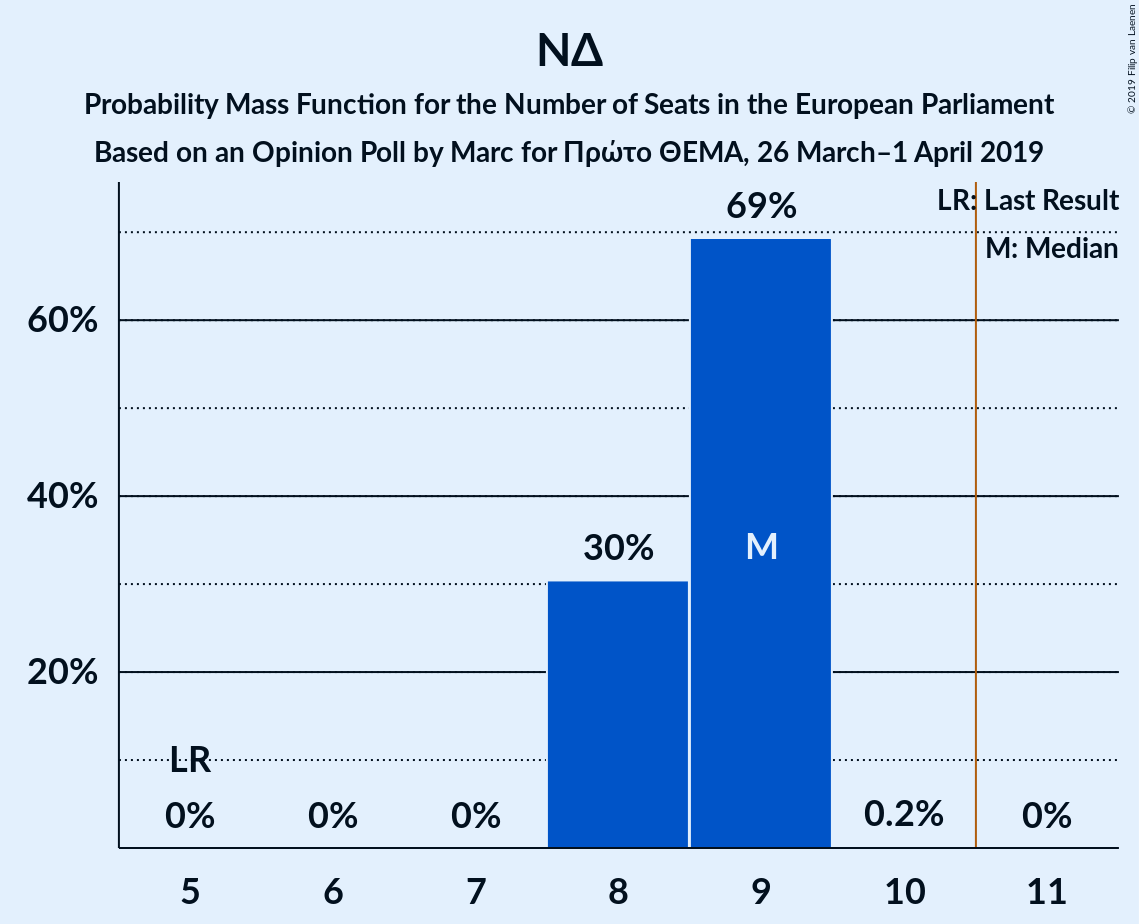 ΝΔ
Probability Mass Function for the Number of Seats in the European Parliament
Based on an Opinion Poll by Marc for Πρώτο ΘΕΜΑ, 26 March–1 April 2019
© 2019 Filip van Laenen
LR: Last Result
M: Median
69%
60%
40%
30%
M
20%
LR
0%
0%
0%
0.2%
0%
5
6
7
8
9
10
11